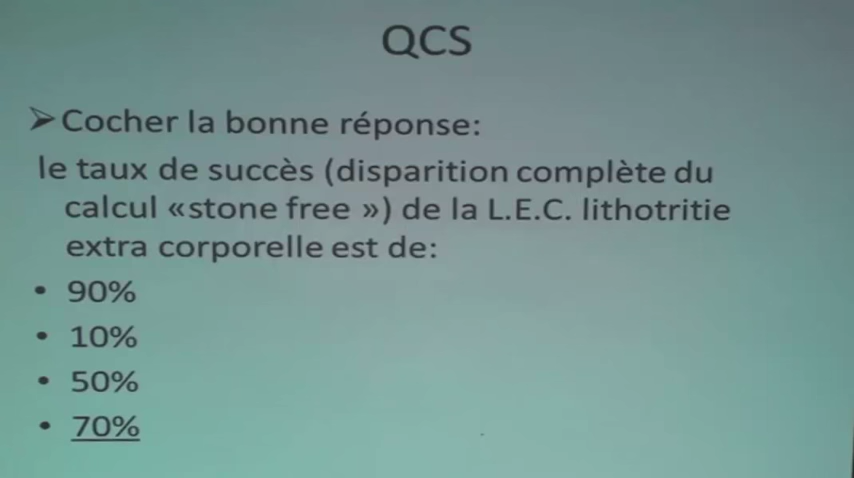 QCS
➢Cocher la bonne réponse:
le taux de succès (disparition complète du
calcul «stone free ») de la L.E.C. lithotritie
extra corporelle est de:
• 90%
• 10%
• 50%
• 70%